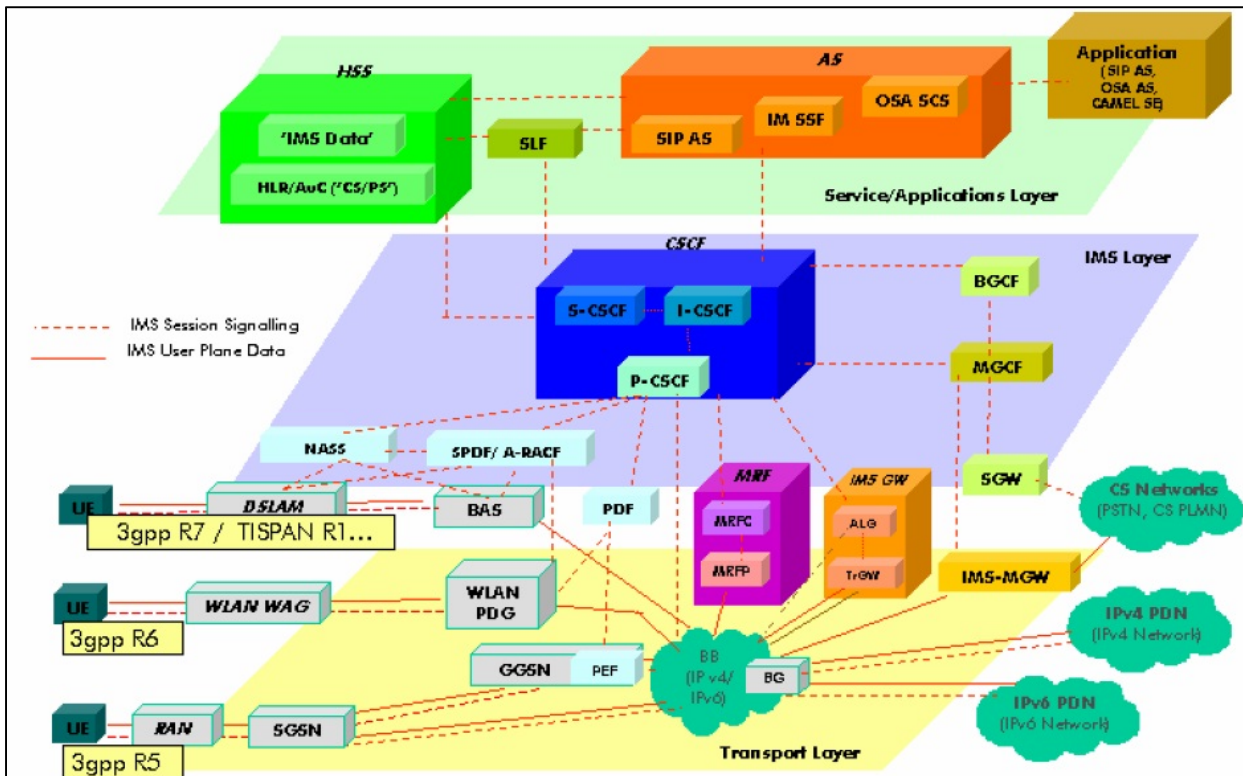 HSS
AS
Application
(SIP AS,
OSA AS,
CAMEL SE)
'IMS Data'
SLF
SIP AS
IM SSF
OSA SCS
HLR/AuC ('CS/PS')
Service/Applications Layer
CSCF
IMS Layer
BGCF
S-CSCF
I-CSCF
IMS Session Signalling
IMS User Plane Data
P-CSCF
MGCF
NASS
SPDF/ A-RACF
MRF
IMS GW
SGW
CS Networks
(PSTN, CS PLMN)
UE
DSLAM
BAS
PDF
MRFC
ALG
3gpp R7 / TISPAN R1...
MRFP
TrGW
IMS-MGW
UE
WLAN WAG
WLAN
PDG
3gpp R6
IPv4 PDN
(IPv4 Network)
GGSN
PEF
BB
(IP v4/
IPv6)
BG
IPv6 PDN
(IPv6 Network)
UE
RAN
SGSN
3gpp R5
Transport Layer